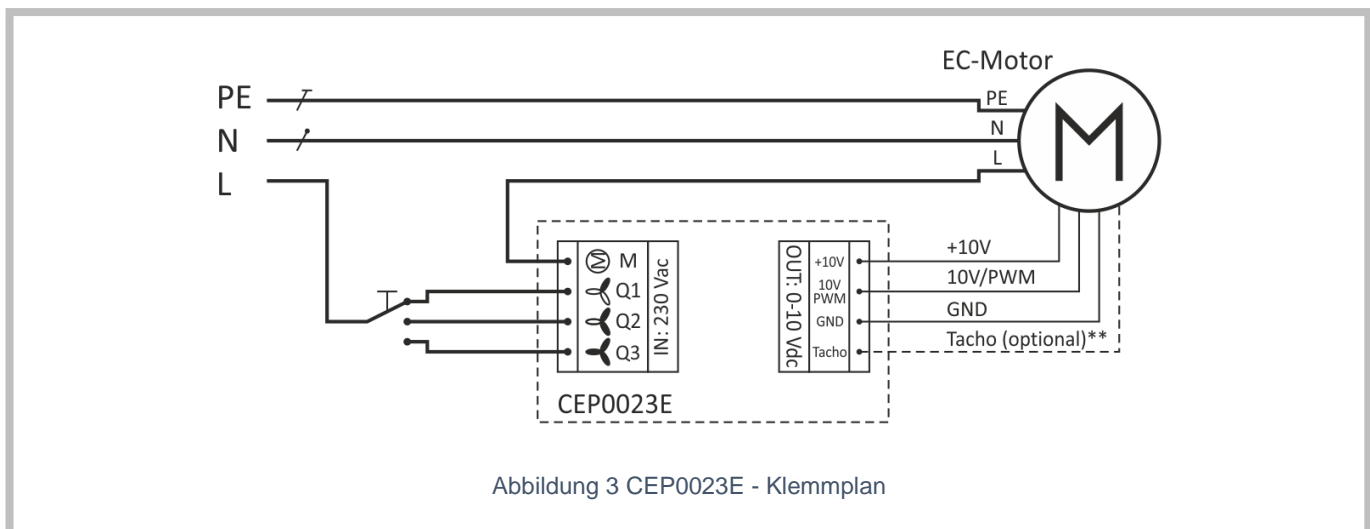 EC-Motor
PE
PE
N
N
L
L
M
+10V
10V/PWM
GND
Tacho (optional)**
M M
Q1
Q2
Q3
IN: 230 Vac
OUT: 0-10 Vdc
+10V
10V
PWM
GND
Tacho
CEP0023E
Abbildung 3 CEP0023E - Klemmplan